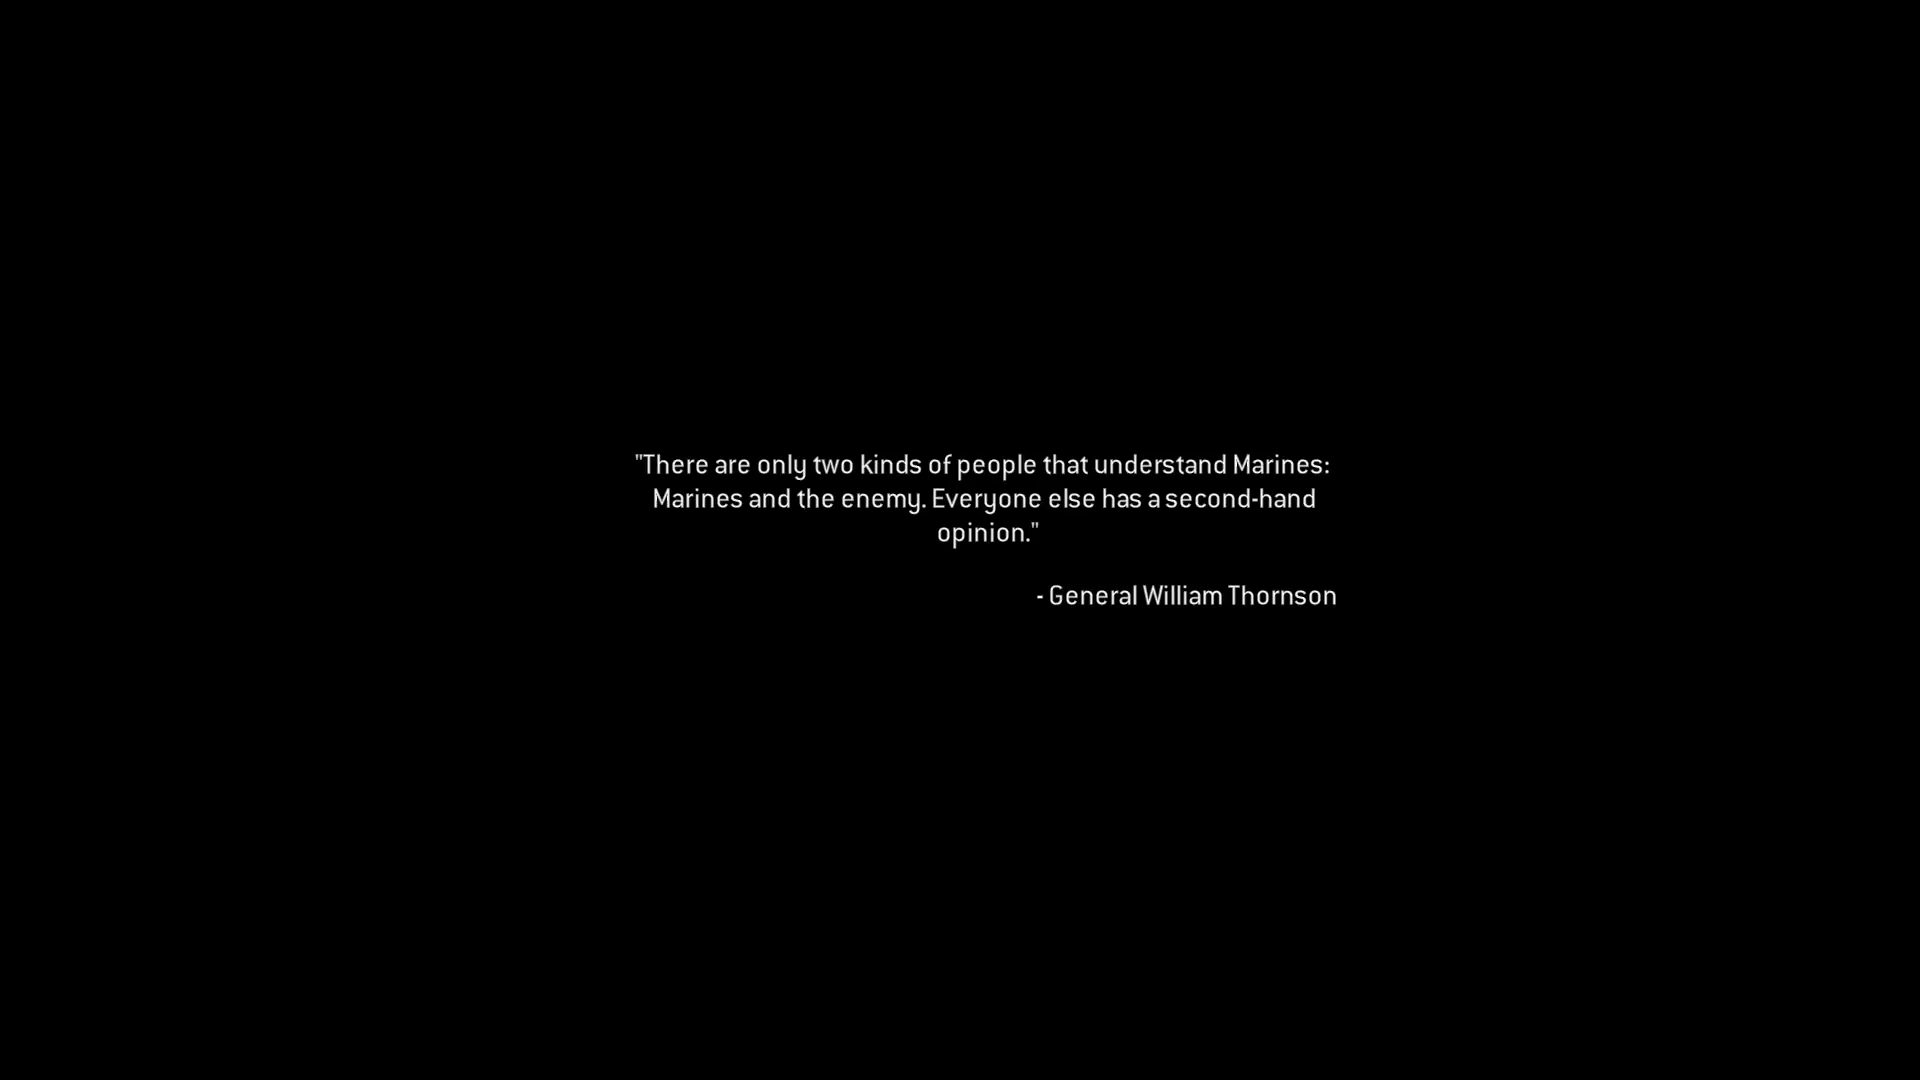 "There are only two kinds of people that understand Marines:
Marines and the enemy. Everyone else has a second-hand
opinion."
- General William Thornson